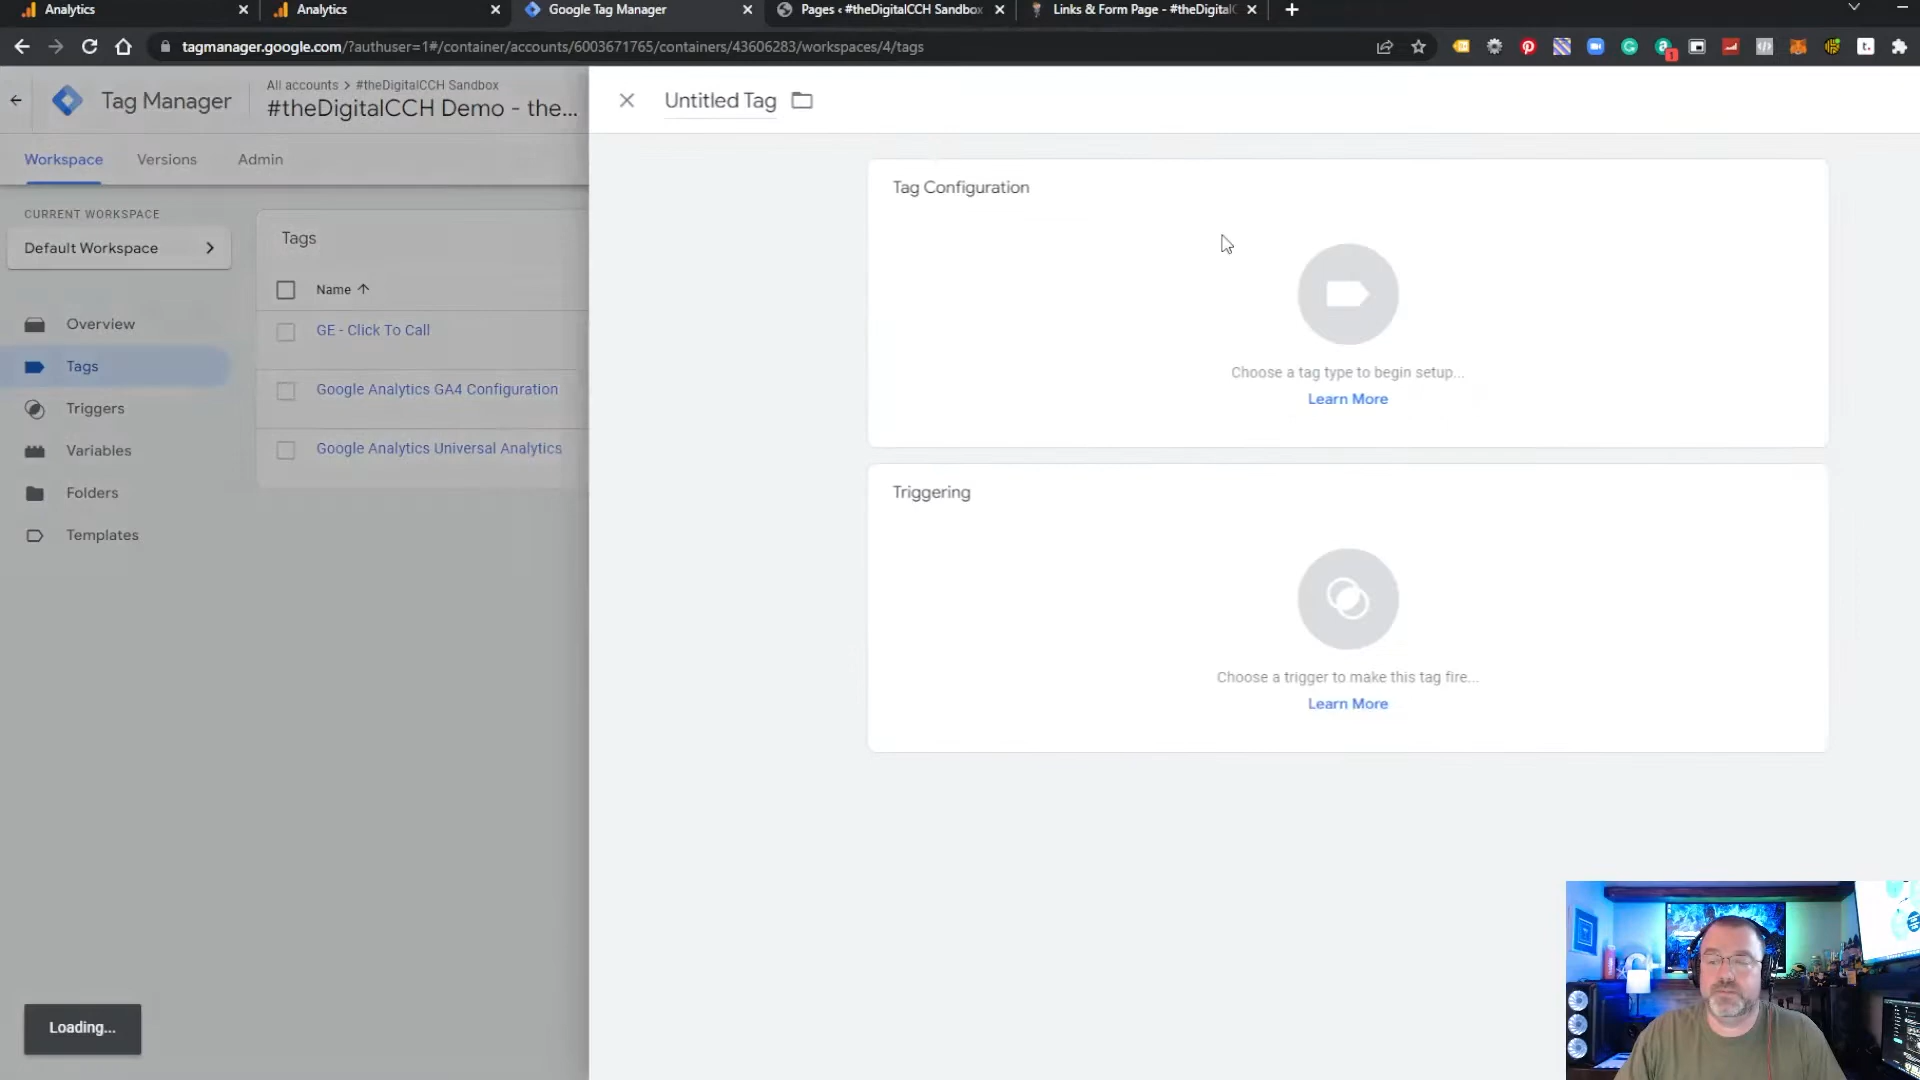 Analytics
Analytics
Google Tag Manager
Pages ‹ #theDigitalCCH Sandbox
Links & Form Page - #theDigital
tagmanager.google.com/?authuser=1#/container/accounts/6003671765/containers/43606283/workspaces/4/tags
Tag Manager
All accounts > #theDigitalCCH Sandbox
#theDigitalCCH Demo - the...
Untitled Tag
Workspace
Versions
Admin
CURRENT WORKSPACE
Default Workspace
Overview
Tags
Triggers
Variables
Folders
Templates
Tags
Name
GE - Click To Call
Google Analytics GA4 Configuration
Google Analytics Universal Analytics
Tag Configuration
Choose a tag type to begin setup...
Learn More
Triggering
Choose a trigger to make this tag fire...
Learn More
Loading...